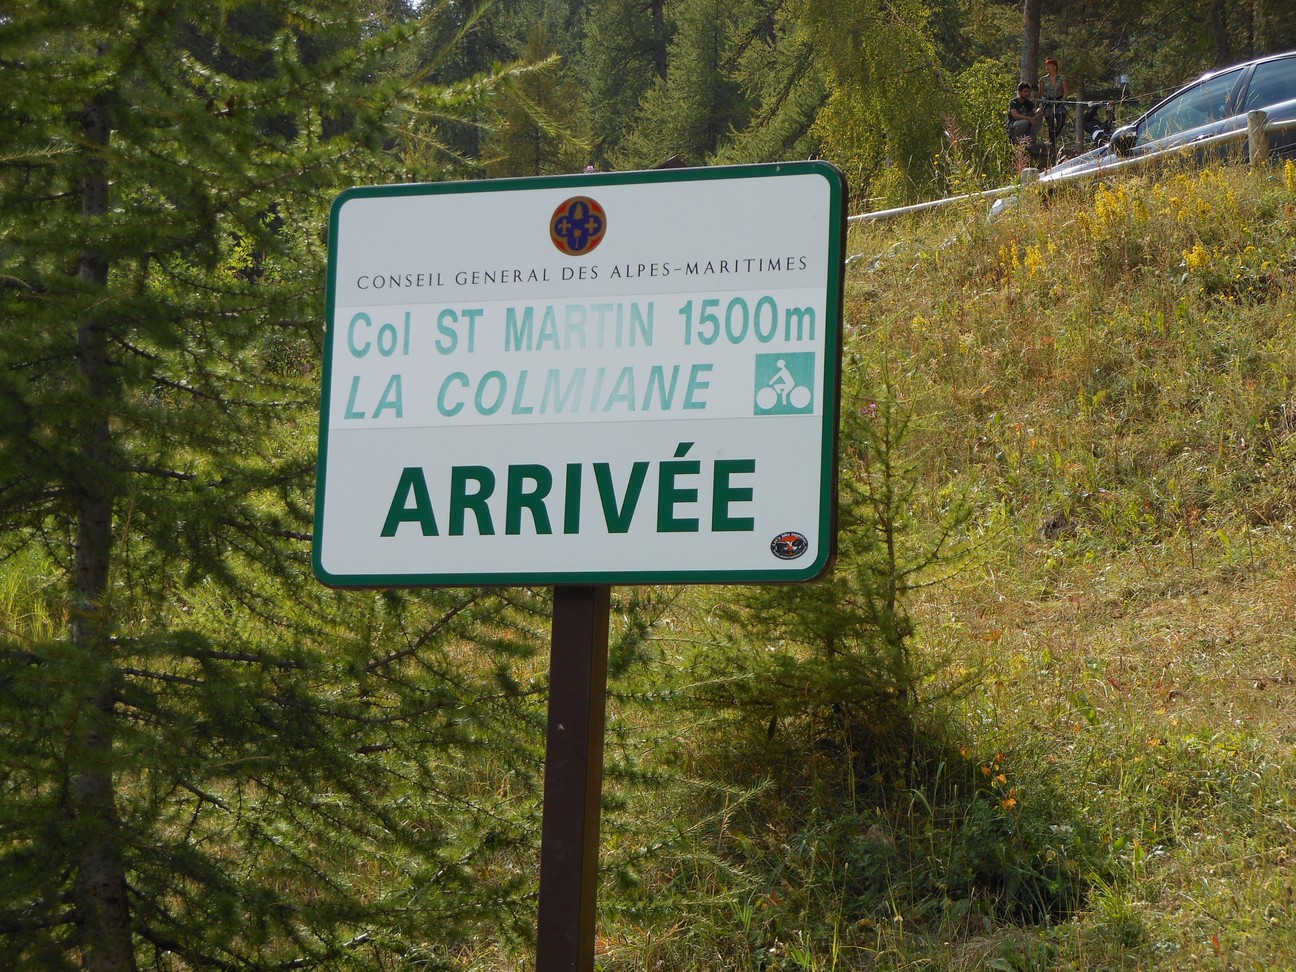 CONSEIL GENERAL DES ALPES-MARITIMES
Col ST MARTIN 1500m
LA COLMIANE
ARRIVÉE